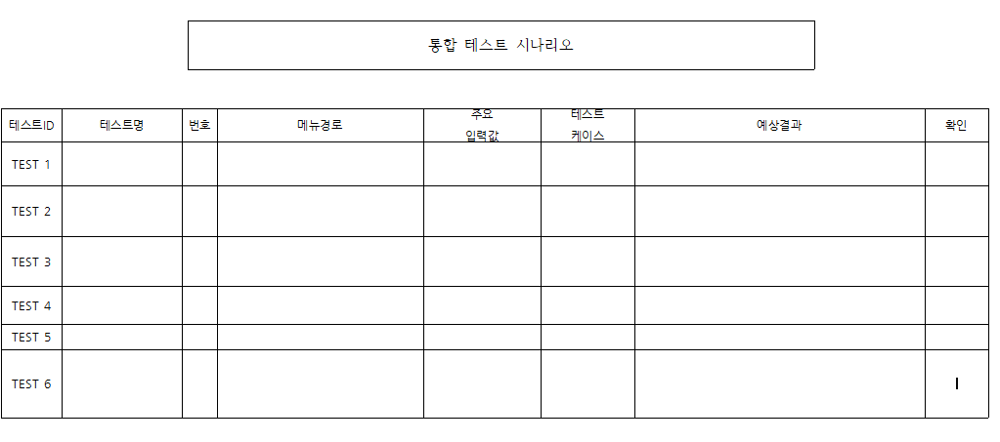 통합 테스트 시나리오
테스트ID 테스트명 번호 메뉴경로 주요 입력값 테스트 케이스 예상결과 확인
TEST 1
TEST 2
TEST 3
TEST 4
TEST 5
TEST 6